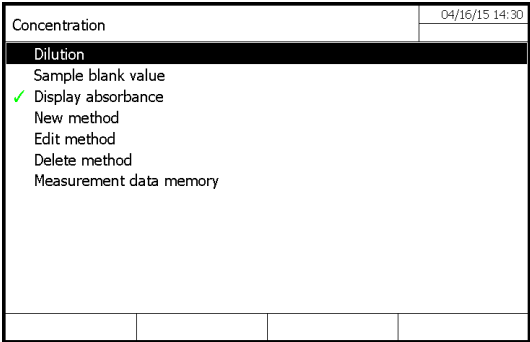 Concentration
04/16/15 14:30
Dilution
Sample blank value
✓ Display absorbance
New method
Edit method
Delete method
Measurement data memory